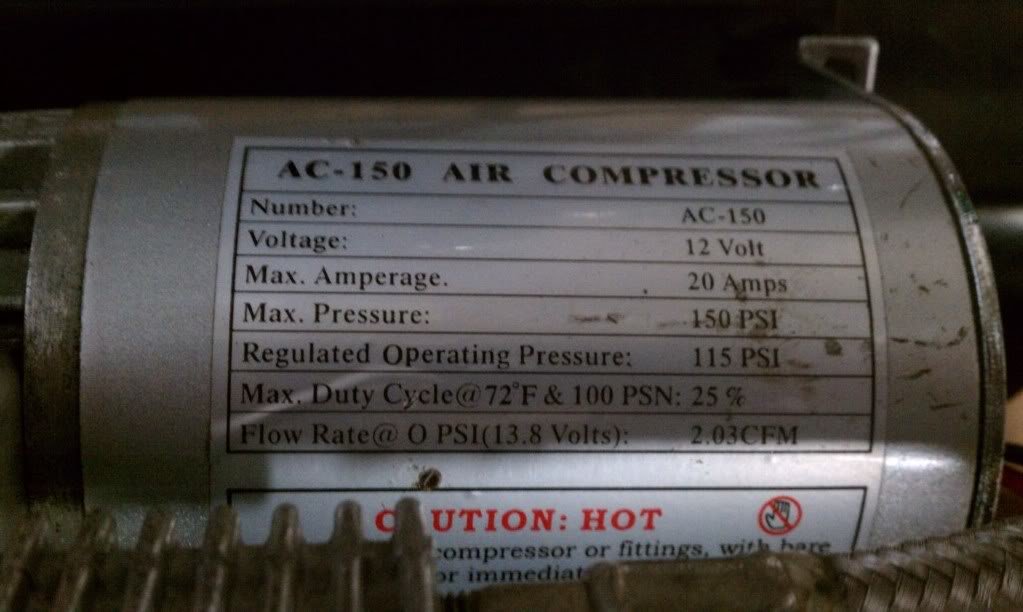 AC-150 AIR COMPRESSOR
Number: AC-150
Voltage: 12 Volt
Max. Amperage. 20 Amps
Max. Pressure: 150 PSI
Regulated Operating Pressure: 115 PSI
Max. Duty Cycle@72°F & 100 PSN: 25 %
Flow Rate@ O PSI(13.8 Volts): 2.03CFM
CAUTION: HOT
compressor or fittings, with bare
or immediat